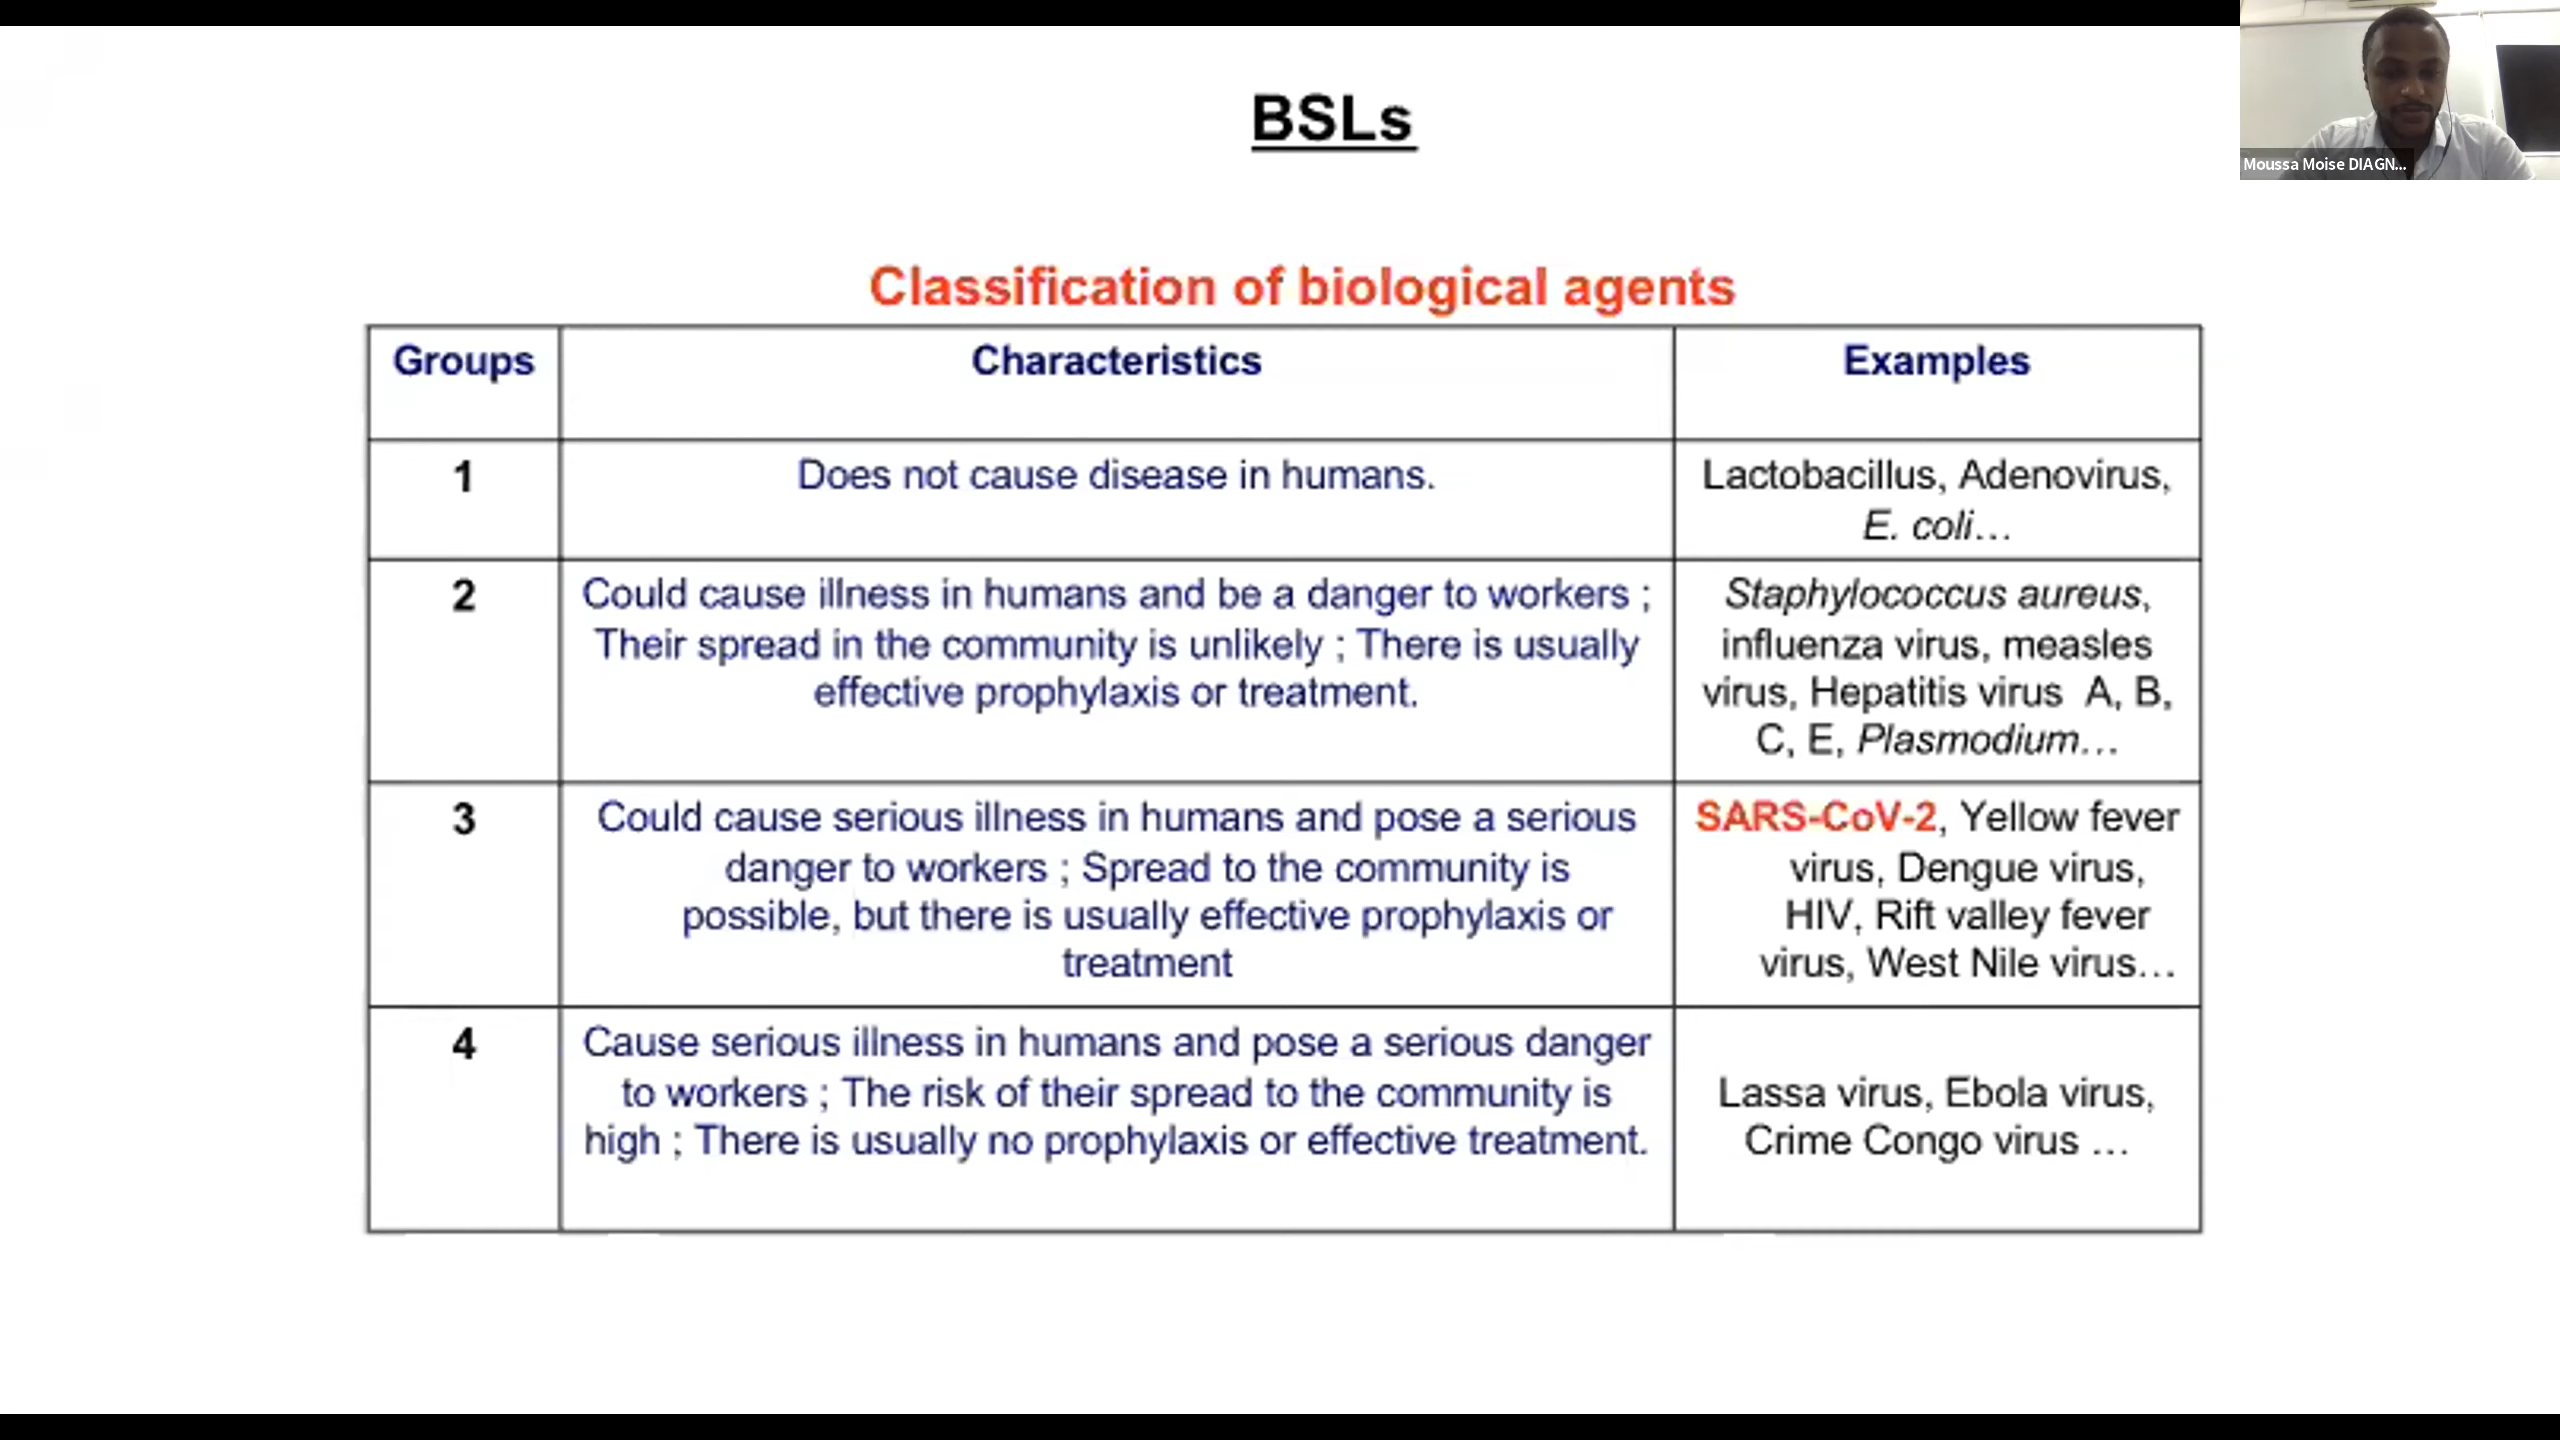 BSLs
Moussa Moise DIAGN...
Classification of biological agents
Groups
Characteristics
Examples
1
Does not cause disease in humans.
Lactobacillus, Adenovirus,
E. coli…
2
Could cause illness in humans and be a danger to workers ;
Their spread in the community is unlikely ; There is usually
effective prophylaxis or treatment.
Staphylococcus aureus,
influenza virus, measles
virus, Hepatitis virus A, B,
C, E, Plasmodium…
3
Could cause serious illness in humans and pose a serious
danger to workers ; Spread to the community is
possible, but there is usually effective prophylaxis or
treatment
SARS-CoV-2, Yellow fever
virus, Dengue virus,
HIV, Rift valley fever
virus, West Nile virus…
4
Cause serious illness in humans and pose a serious danger
to workers ; The risk of their spread to the community is
high ; There is usually no prophylaxis or effective treatment.
Lassa virus, Ebola virus,
Crime Congo virus …